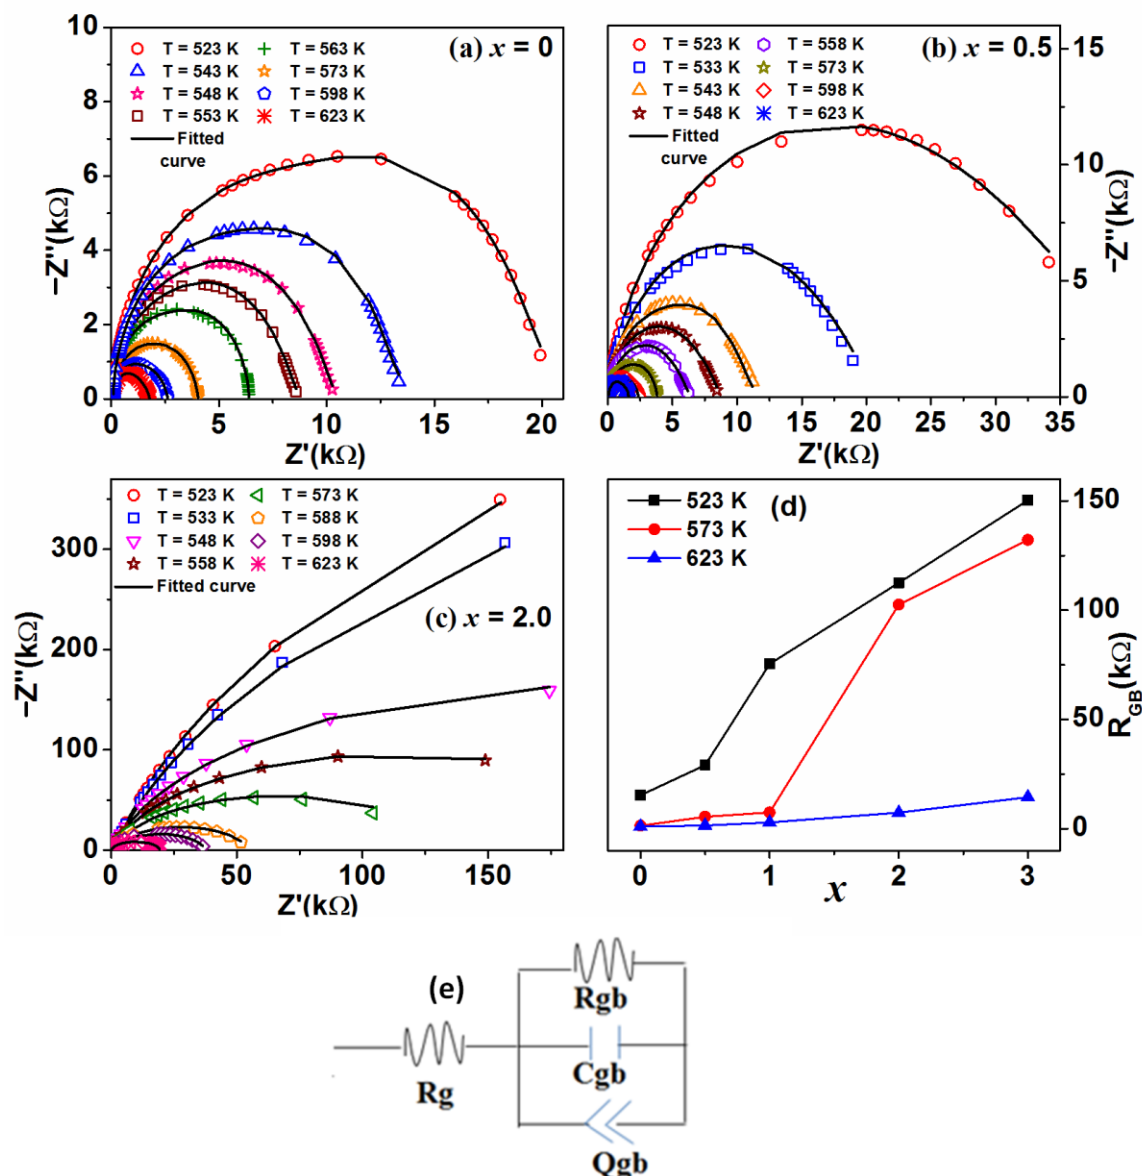 (a) x = 0
T = 523 K
T = 543 K
T = 548 K
T = 553 K
T = 563 K
T = 573 K
T = 598 K
T = 623 K
Fitted
curve
10
8
6
4
2
0
−Z''(kΩ)
0 5 10 15 20
Z'(kΩ)
(b) x = 0.5
T = 523 K
T = 533 K
T = 543 K
T = 548 K
T = 558 K
T = 573 K
T = 598 K
T = 623 K
Fitted
curve
15
10
5
0
−Z''(kΩ)
0 5 10 15 20 25 30 35
Z'(kΩ)
(c) x = 2.0
T = 523 K
T = 533 K
T = 548 K
T = 558 K
T = 573 K
T = 588 K
T = 598 K
T = 623 K
Fitted curve
300
200
100
0
−Z''(kΩ)
0 50 100 150
Z'(kΩ)
(d)
523 K
573 K
623 K
150
100
50
0
RGB(kΩ)
0 1 2 3
x
(e)
Rgb
Cgb
Rg
Qgb